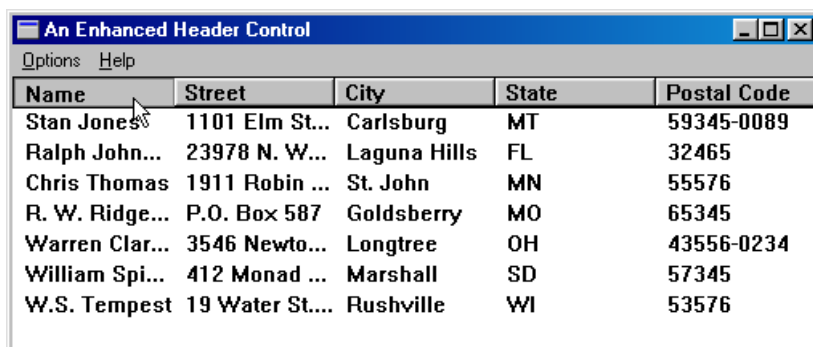 An Enhanced Header Control
Options Help
Name Street City State Postal Code
Stan Jones 1101 Elm St... Carlsburg MT 59345-0089
Ralph John... 23978 N. W... Laguna Hills FL 32465
Chris Thomas 1911 Robin ... St. John MN 55576
R. W. Ridge... P.O. Box 587 Goldsberry MO 65345
Warren Clar... 3546 Newto... Longtree OH 43556-0234
William Spi... 412 Monad ... Marshall SD 57345
W.S. Tempest 19 Water St.... Rushville WI 53576